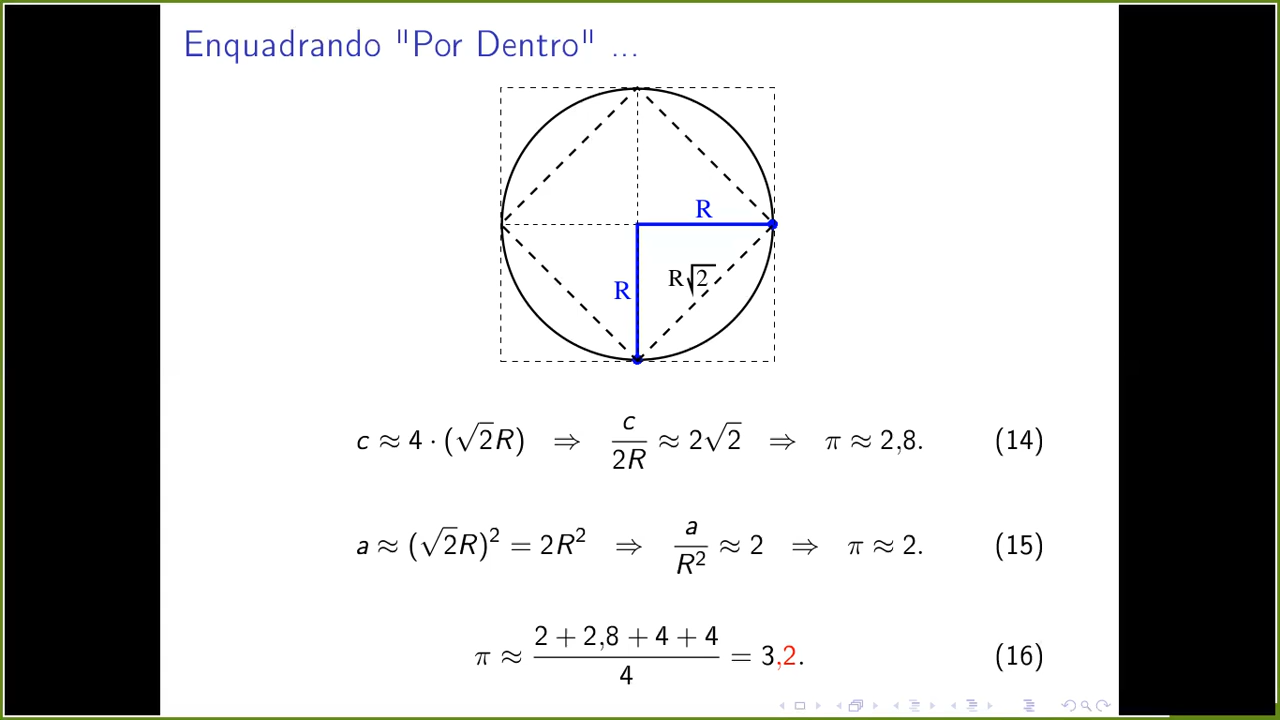 Enquadrando "Por Dentro" ...
R
R R√2
c ≈ 4 · (√2R) ⇒ c/2R ≈ 2√2 ⇒ π ≈ 2,8. (14)
a ≈ (√2R)² = 2R² ⇒ a/R² ≈ 2 ⇒ π ≈ 2. (15)
π ≈ (2 + 2,8 + 4 + 4)/4 = 3,2. (16)